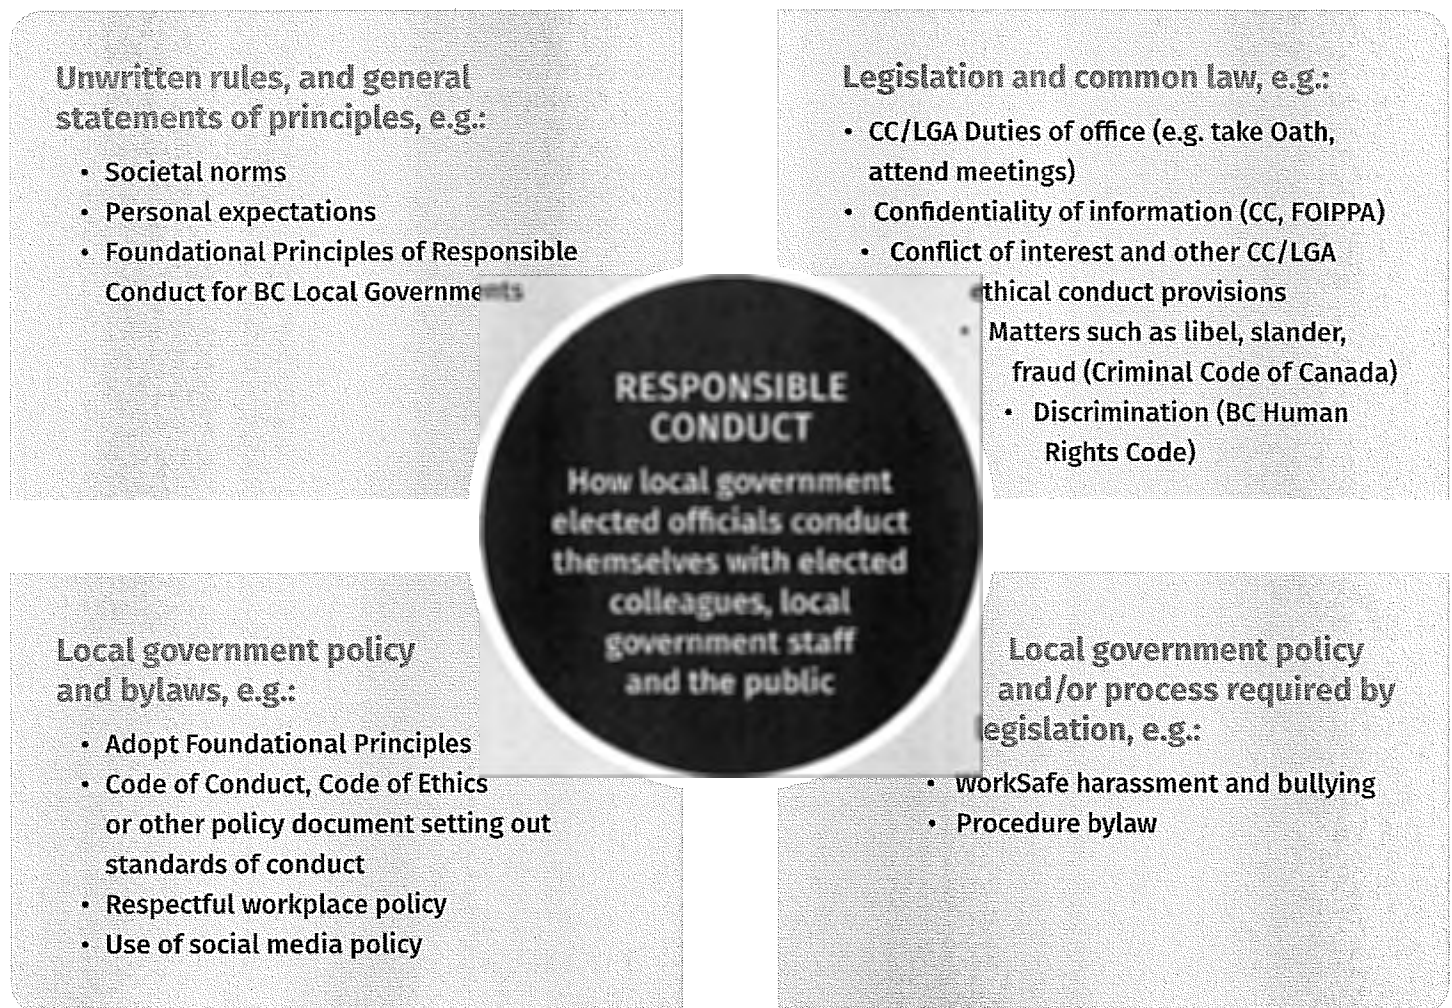 Unwritten rules, and general
statements of principles, e.g.:
• Societal norms
• Personal expectations
• Foundational Principles of Responsible
Conduct for BC Local Governments
Legislation and common law, e.g.:
• CC/LGA Duties of office (e.g. take Oath,
attend meetings)
• Confidentiality of information (CC, FOIPPA)
• Conflict of interest and other CC/LGA
ethical conduct provisions
• Matters such as libel, slander,
fraud (Criminal Code of Canada)
• Discrimination (BC Human
Rights Code)
RESPONSIBLE
CONDUCT
How local government
elected officials conduct
themselves with elected
colleagues, local
government staff
and the public
Local government policy
and bylaws, e.g.:
• Adopt Foundational Principles
• Code of Conduct, Code of Ethics
or other policy document setting out
standards of conduct
• Respectful workplace policy
• Use of social media policy
Local government policy
and/or process required by
legislation, e.g.:
• WorkSafe harassment and bullying
• Procedure bylaw